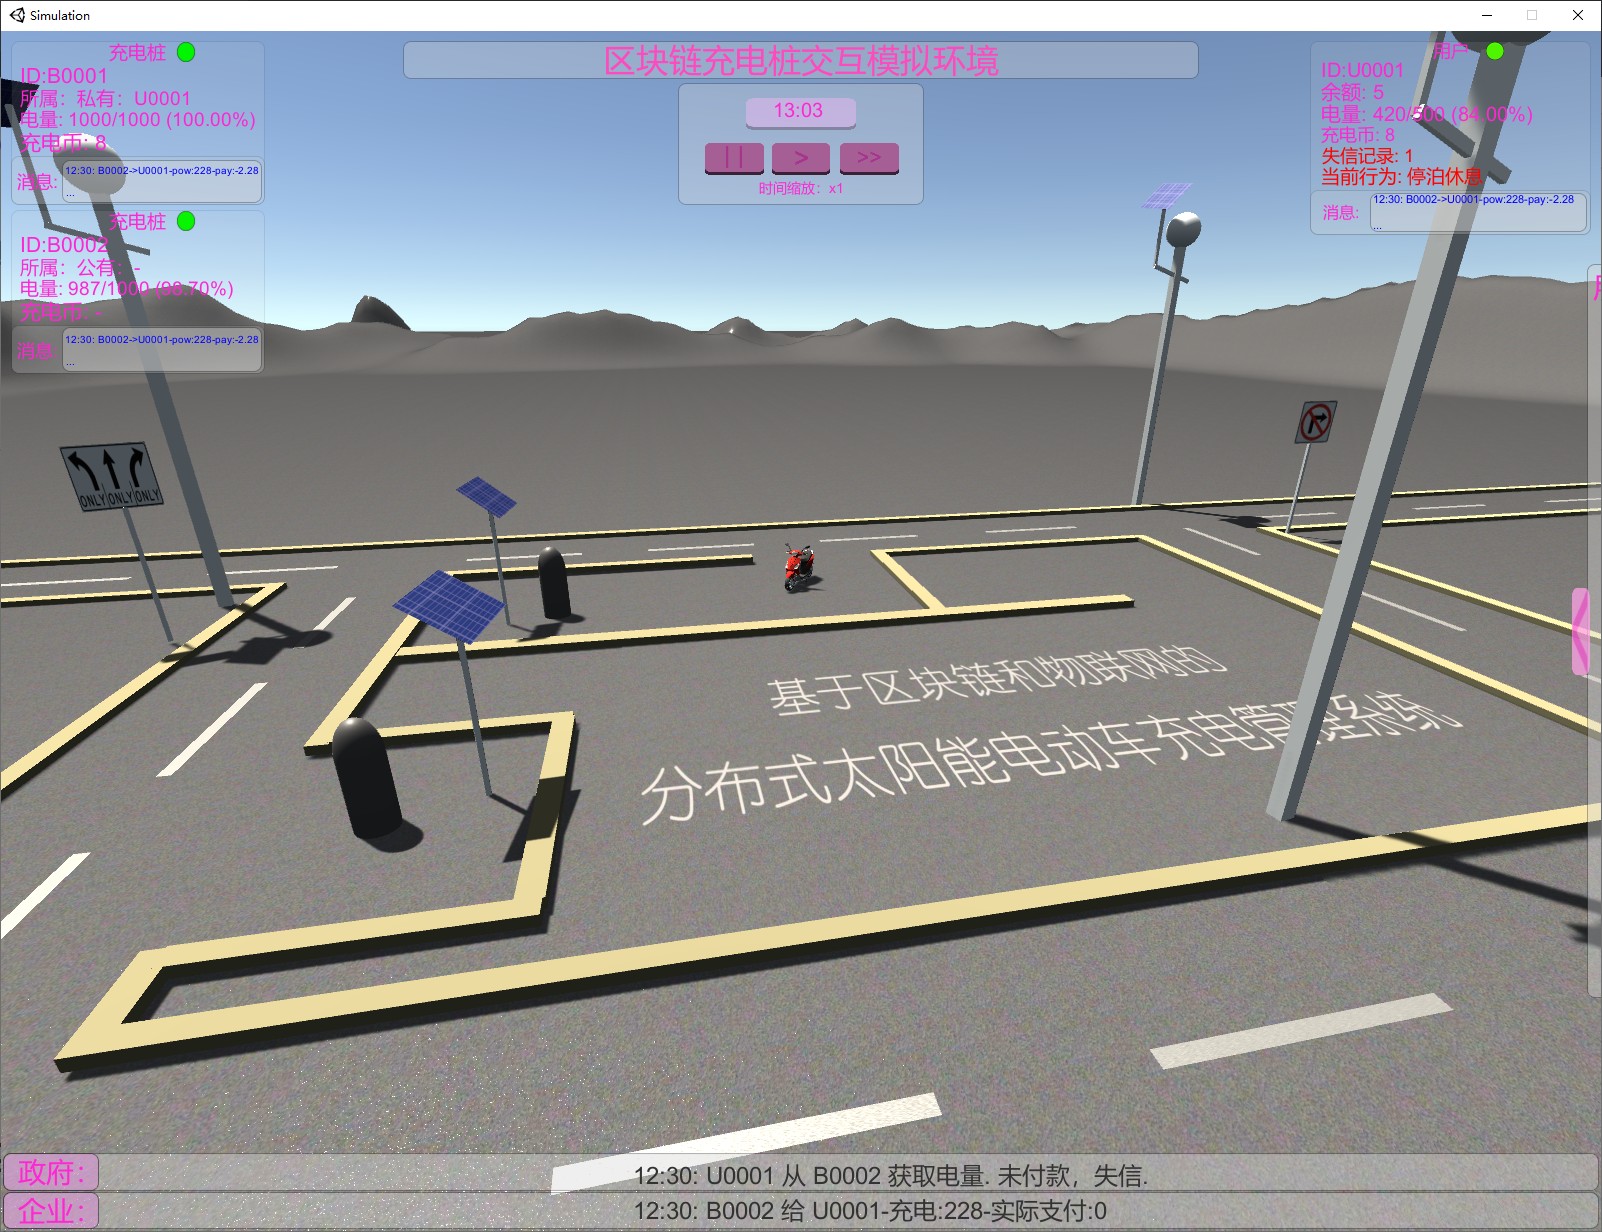 Simulation
区块链充电桩交互模拟环境
13:03
||
>
>>
时间缩放：x1
充电桩
ID:B0001
所属：私有：U0001
电量: 1000/1000 (100.00%)
充电币: 8
消息:
12:30: B0002->U0001-pow:228-pay:-2.28
...
充电桩
ID:B0002
所属：公有：-
电量: 987/1000 (98.70%)
充电币: -
消息:
12:30: B0002->U0001-pow:228-pay:-2.28
...
用户
ID:U0001
余额: 5
电量: 420/500 (84.00%)
充电币: 8
失信记录: 1
当前行为: 停泊休息
消息:
12:30: B0002->U0001-pow:228-pay:-2.28
...
ONLY ONLY ONLY
基于区块链和物联网的
分布式太阳能电动车充电管理系统
政府：
12:30: U0001 从 B0002 获取电量. 未付款，失信.
企业：
12:30: B0002 给 U0001-充电:228-实际支付:0